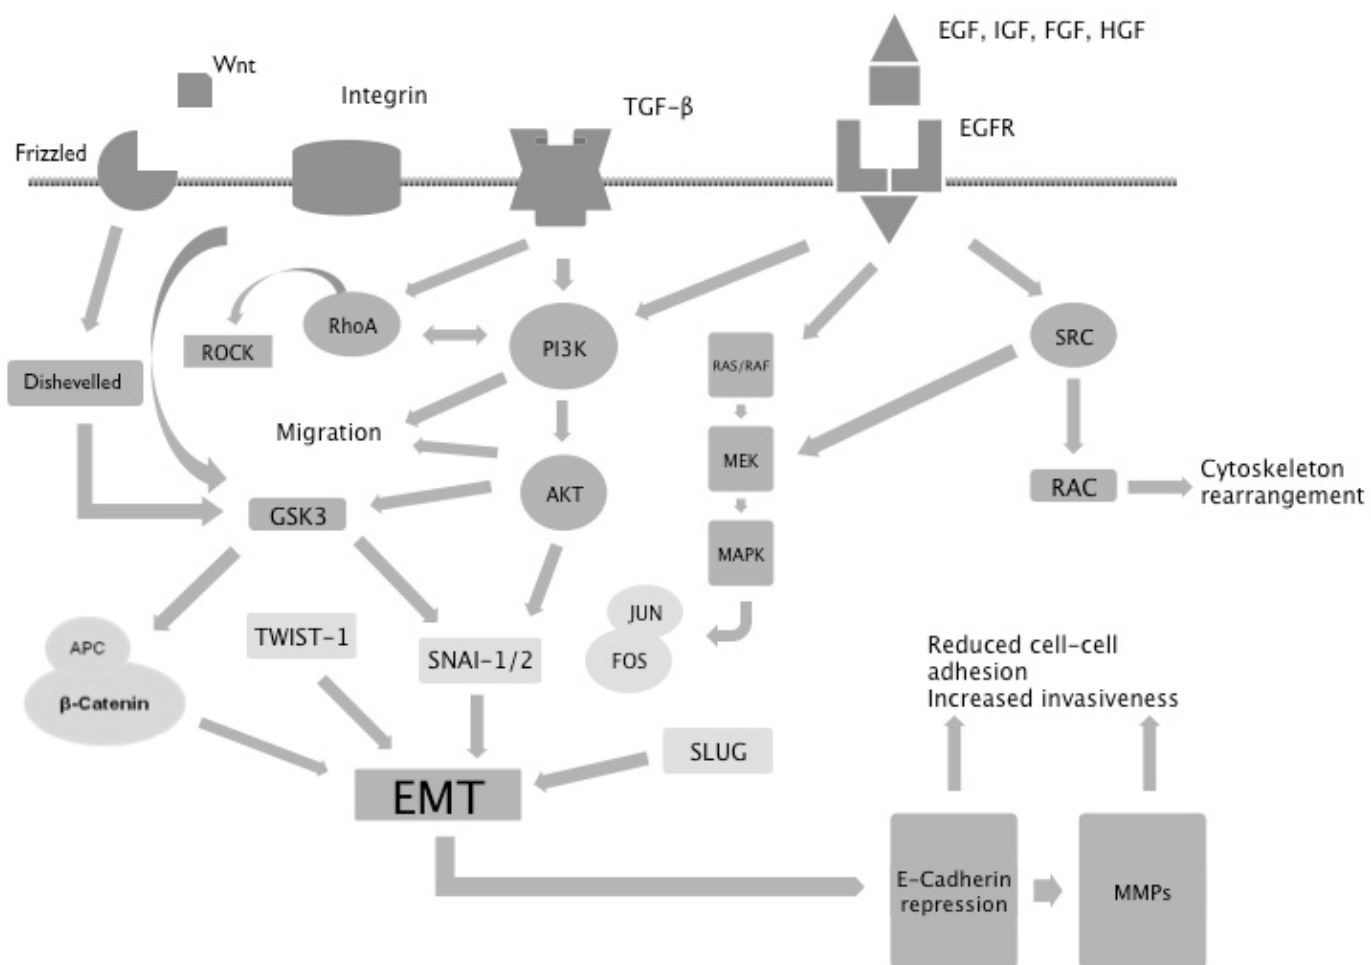 EGF, IGF, FGF, HGF
Wnt
Integrin
TGF-β
EGFR
Frizzled
RhoA
SRC
ROCK
PI3K
RAS/RAF
Dishevelled
Migration
MEK
Cytoskeleton
rearrangement
RAC
AKT
GSK3
MAPK
JUN
TWIST-1
APC
SNAI-1/2
FOS
Reduced cell-cell
adhesion
Increased invasiveness
β-Catenin
SLUG
EMT
E-Cadherin
repression
MMPs